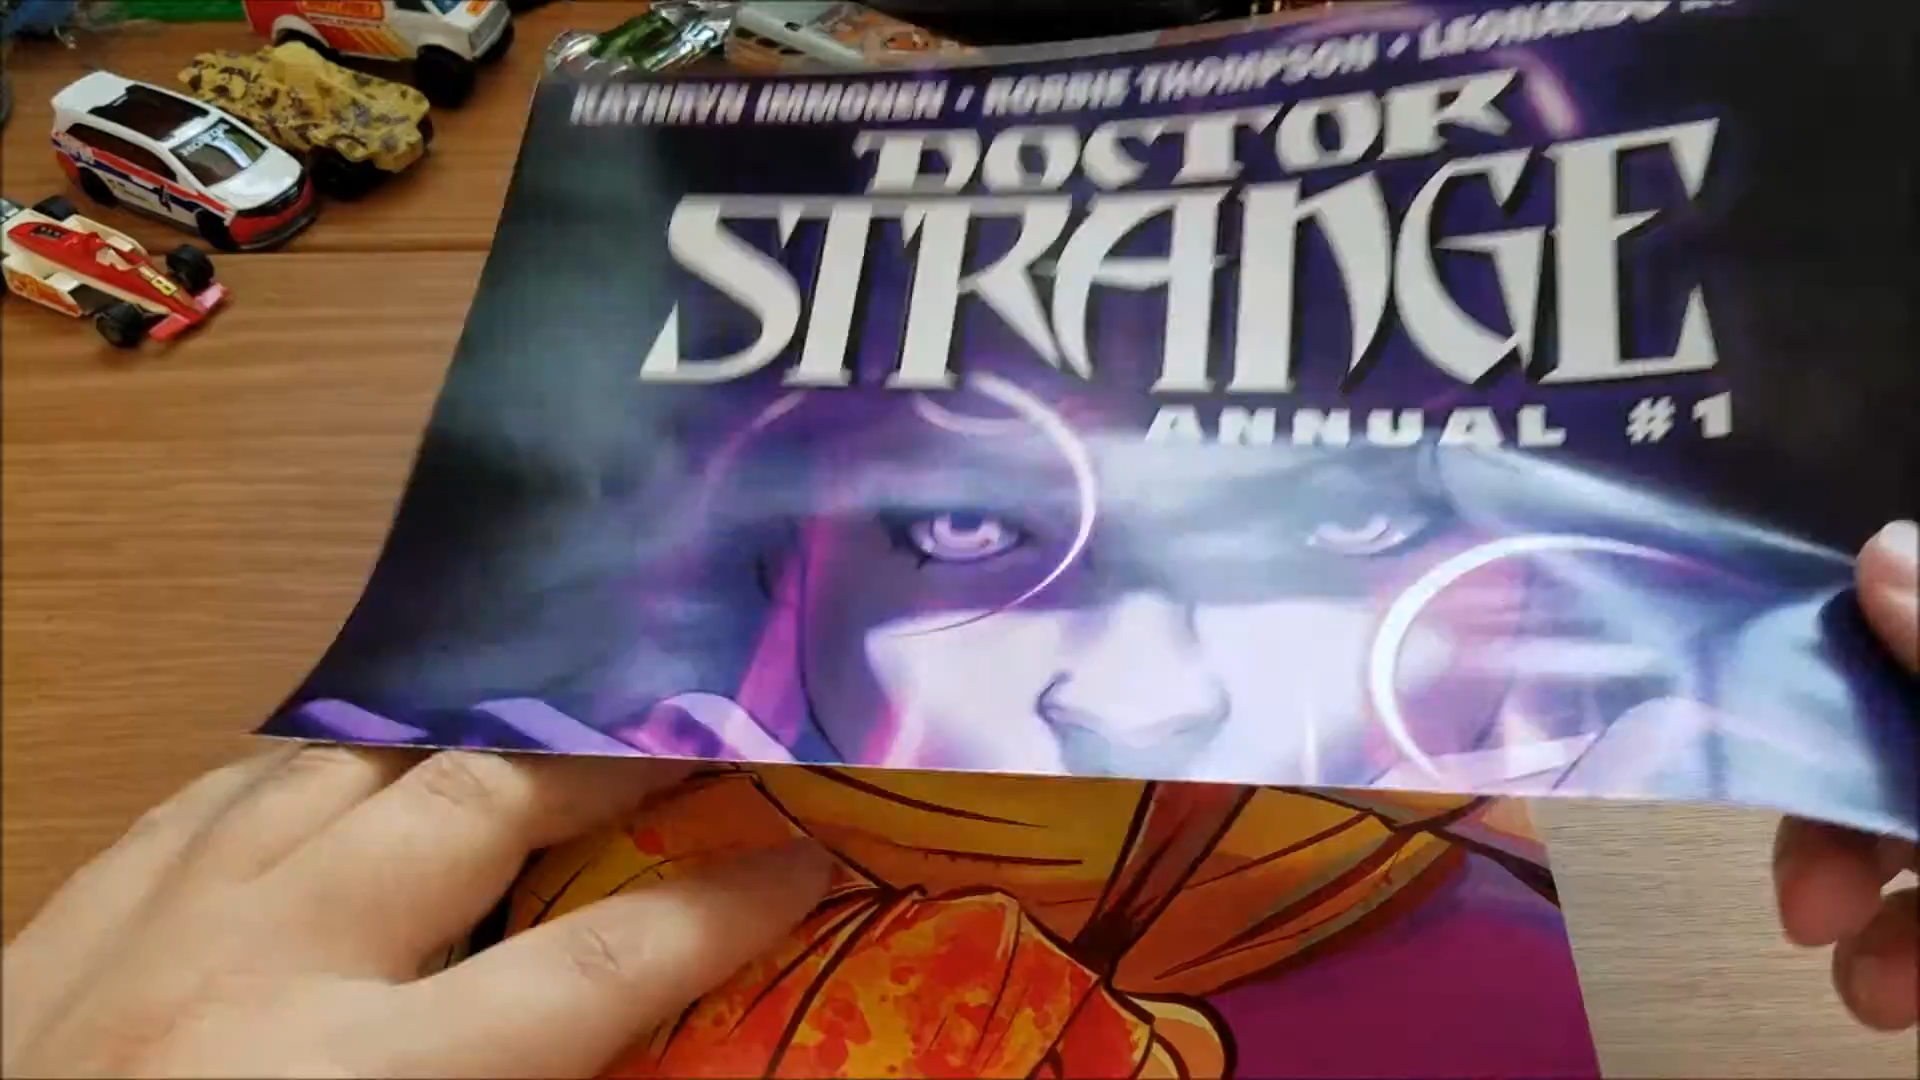 KATHRYN IMMONEN • ROBBIE THOMPSON • LEONARDO
DOCTOR
STRANGE
ANNUAL #1